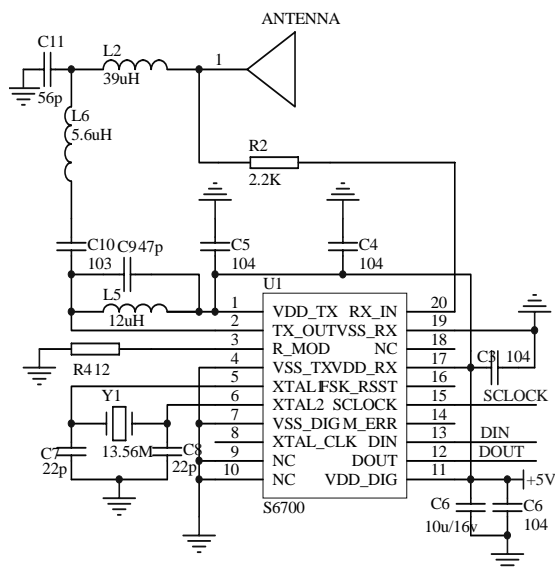 ANTENNA
C11
L2
1
39uH
56p
L6
5.6uH
R2
2.2K
C10
C9 47p
C5
C4
103
104
104
U1
L5
12uH
1 VDD_TX RX_IN 20
2 TX_OUT VSS_RX 19
3 R_MOD NC 18
4 VSS_TX VDD_RX 17
C3 104
R4 12
5 XTAL1 FSK_RSST 16
SCLOCK
Y1
6 XTAL2 SCLOCK 15
7 VSS_DIG M_ERR 14
8 XTAL_CLK DIN 13
DIN
C7
13.56M
C8
22p
22p
9 NC DOUT 12
DOUT
10 NC VDD_DIG 11
+5V
S6700
C6
C6
10u/16v
104